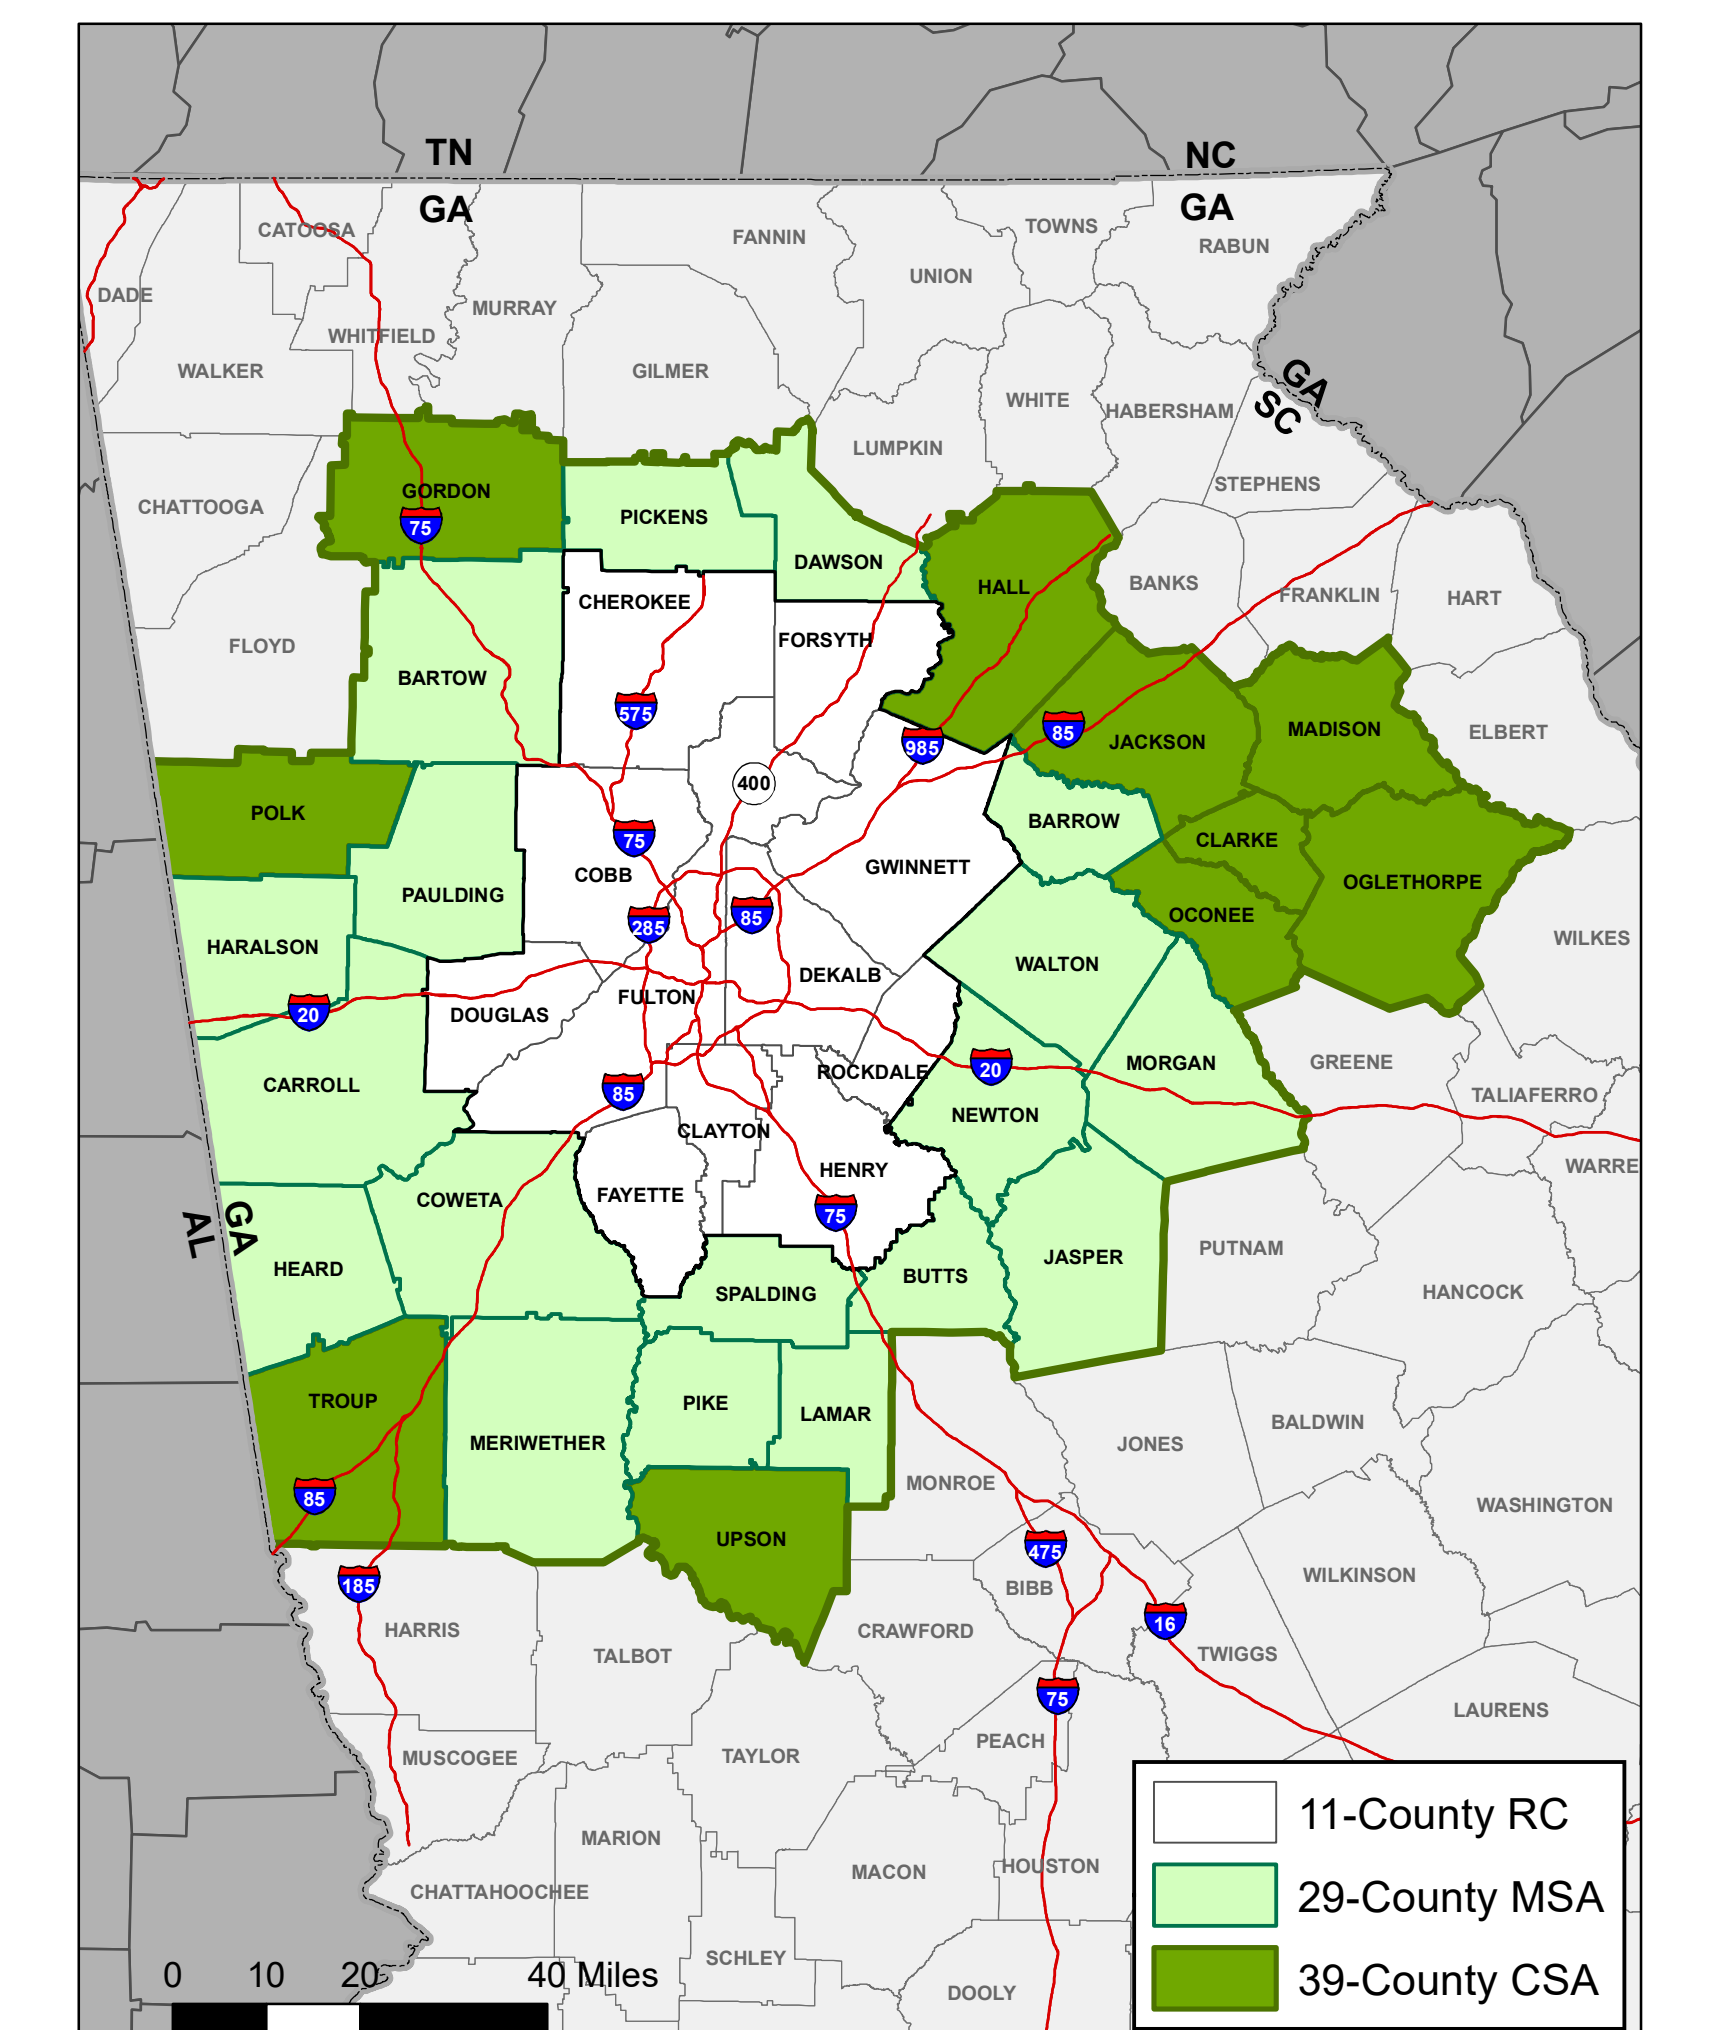 TN
NC
GA
GA
CATOOSA
FANNIN
TOWNS
RABUN
UNION
DADE
MURRAY
WHITFIELD
WALKER
GILMER
GA
SC
WHITE
HABERSHAM
LUMPKIN
STEPHENS
GORDON
CHATTOOGA
PICKENS
75
DAWSON
HALL
BANKS
FRANKLIN
HART
CHEROKEE
FORSYTH
FLOYD
BARTOW
575
985
85
JACKSON
MADISON
ELBERT
400
POLK
BARROW
75
CLARKE
COBB
GWINNETT
OGLETHORPE
PAULDING
285
85
OCONEE
HARALSON
WILKES
WALTON
DEKALB
FULTON
20
DOUGLAS
GREENE
MORGAN
20
ROCKDALE
CARROLL
85
TALIAFERRO
NEWTON
CLAYTON
HENRY
WARRE
COWETA
FAYETTE
75
GA
AL
PUTNAM
JASPER
HEARD
BUTTS
SPALDING
HANCOCK
TROUP
PIKE
LAMAR
BALDWIN
MERIWETHER
JONES
MONROE
85
WASHINGTON
UPSON
475
WILKINSON
185
BIBB
16
HARRIS
CRAWFORD
TALBOT
TWIGGS
75
LAURENS
PEACH
MUSCOGEE
TAYLOR
11-County RC
MARION
HOUSTON
MACON
CHATTAHOOCHEE
29-County MSA
SCHLEY
0 10 20 40 Miles
39-County CSA
DOOLY